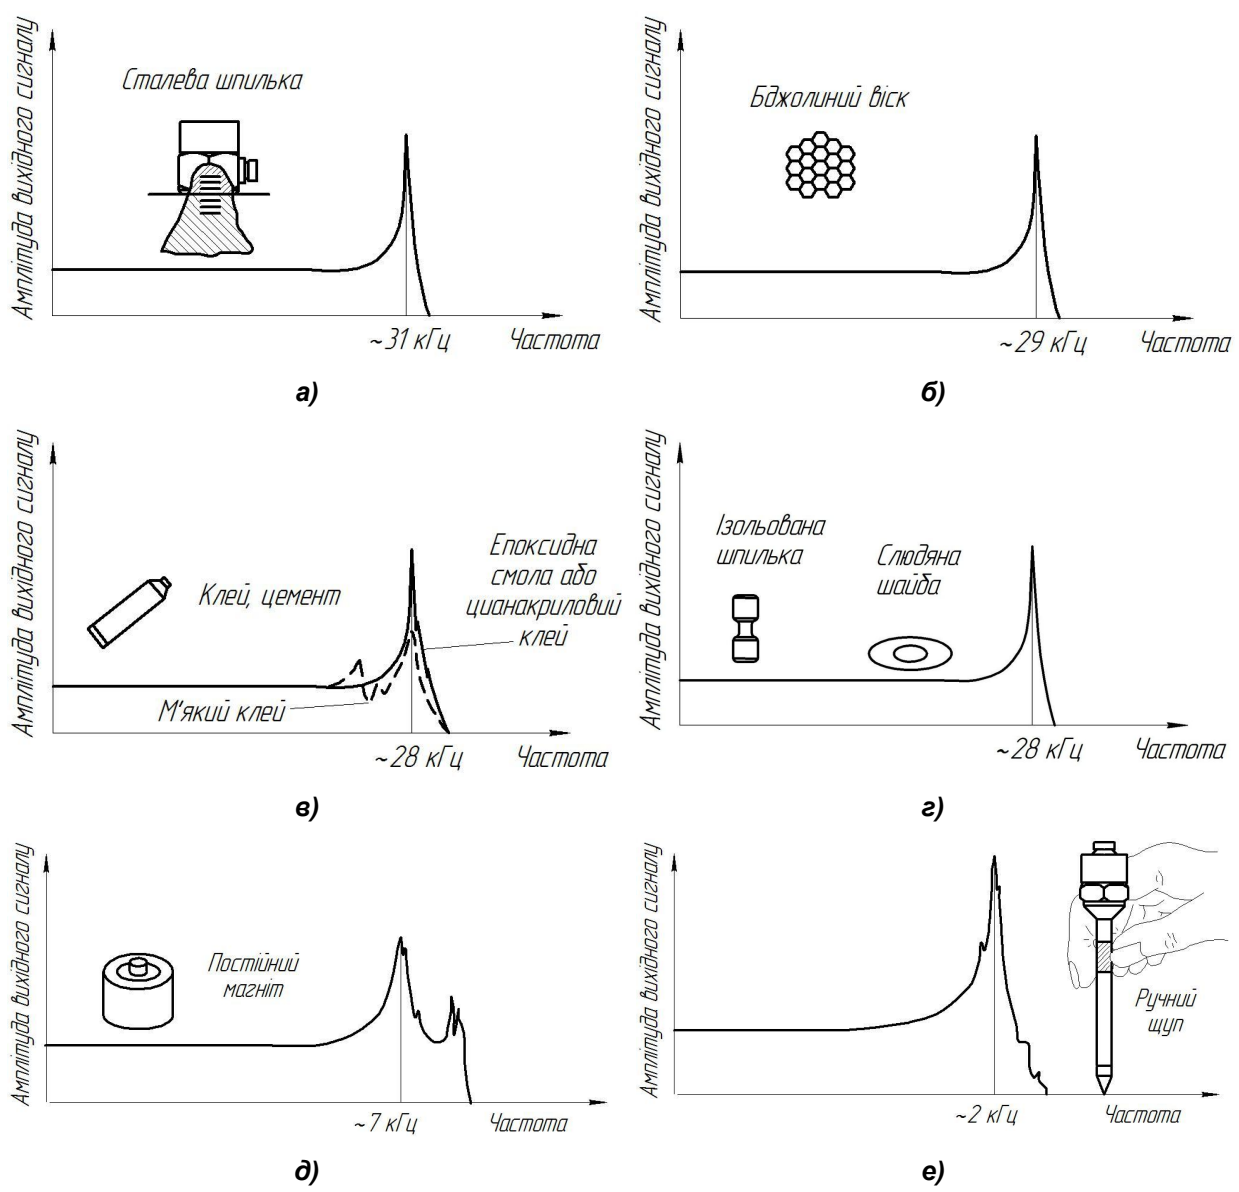 Амплітуда вихідного сигналу
Сталева шпилька
~31 кГц
Частота
а)
Амплітуда вихідного сигналу
Бджолиний віск
~29 кГц
Частота
б)
Амплітуда вихідного сигналу
Клей, цемент
Епоксидна
смола або
цианакриловий
клей
М'який клей
~28 кГц
Частота
в)
Амплітуда вихідного сигналу
Ізольована
шпилька
Слюдяна
шайба
~28 кГц
Частота
г)
Амплітуда вихідного сигналу
Постійний
магніт
~7 кГц
Частота
д)
Амплітуда вихідного сигналу
Ручний
щуп
~2 кГц
Частота
е)